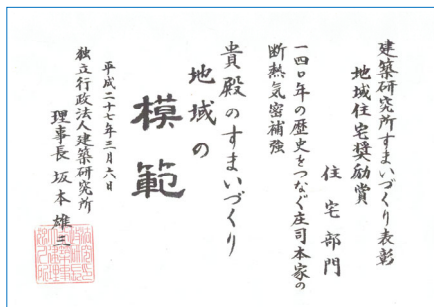 建築研究所すまいづくり表彰
地域住宅奨励賞
住宅部門
一四〇年の歴史をつなぐ庄司本家の
断熱気密補強
貴殿のすまいづくり
地域の
模範
平成二十七年三月六日
独立行政法人建築研究所
理事長 坂本雄三